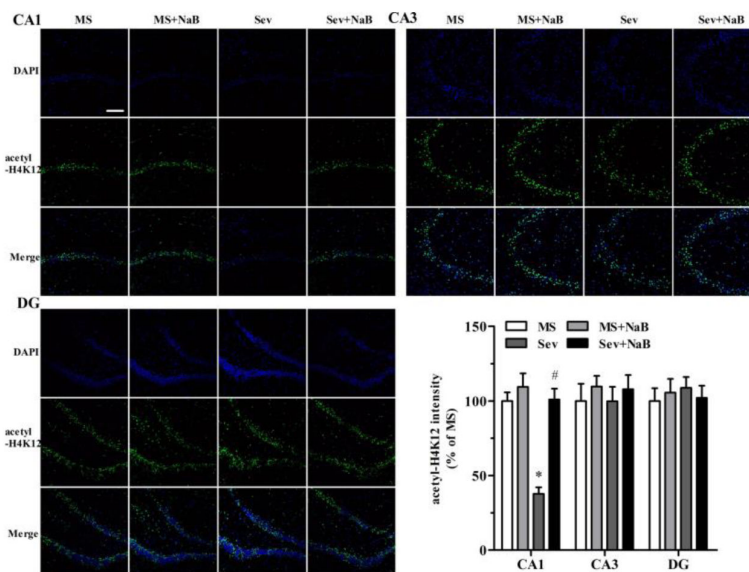 CA1 MS MS+NaB Sev Sev+NaB
DAPI
acetyl
-H4K12
Merge
CA3 MS MS+NaB Sev Sev+NaB
DG
DAPI
acetyl
-H4K12
Merge
MS MS+NaB
Sev Sev+NaB
acetyl-H4K12 intensity
(% of MS)
150
100
50
0
#
*
CA1 CA3 DG